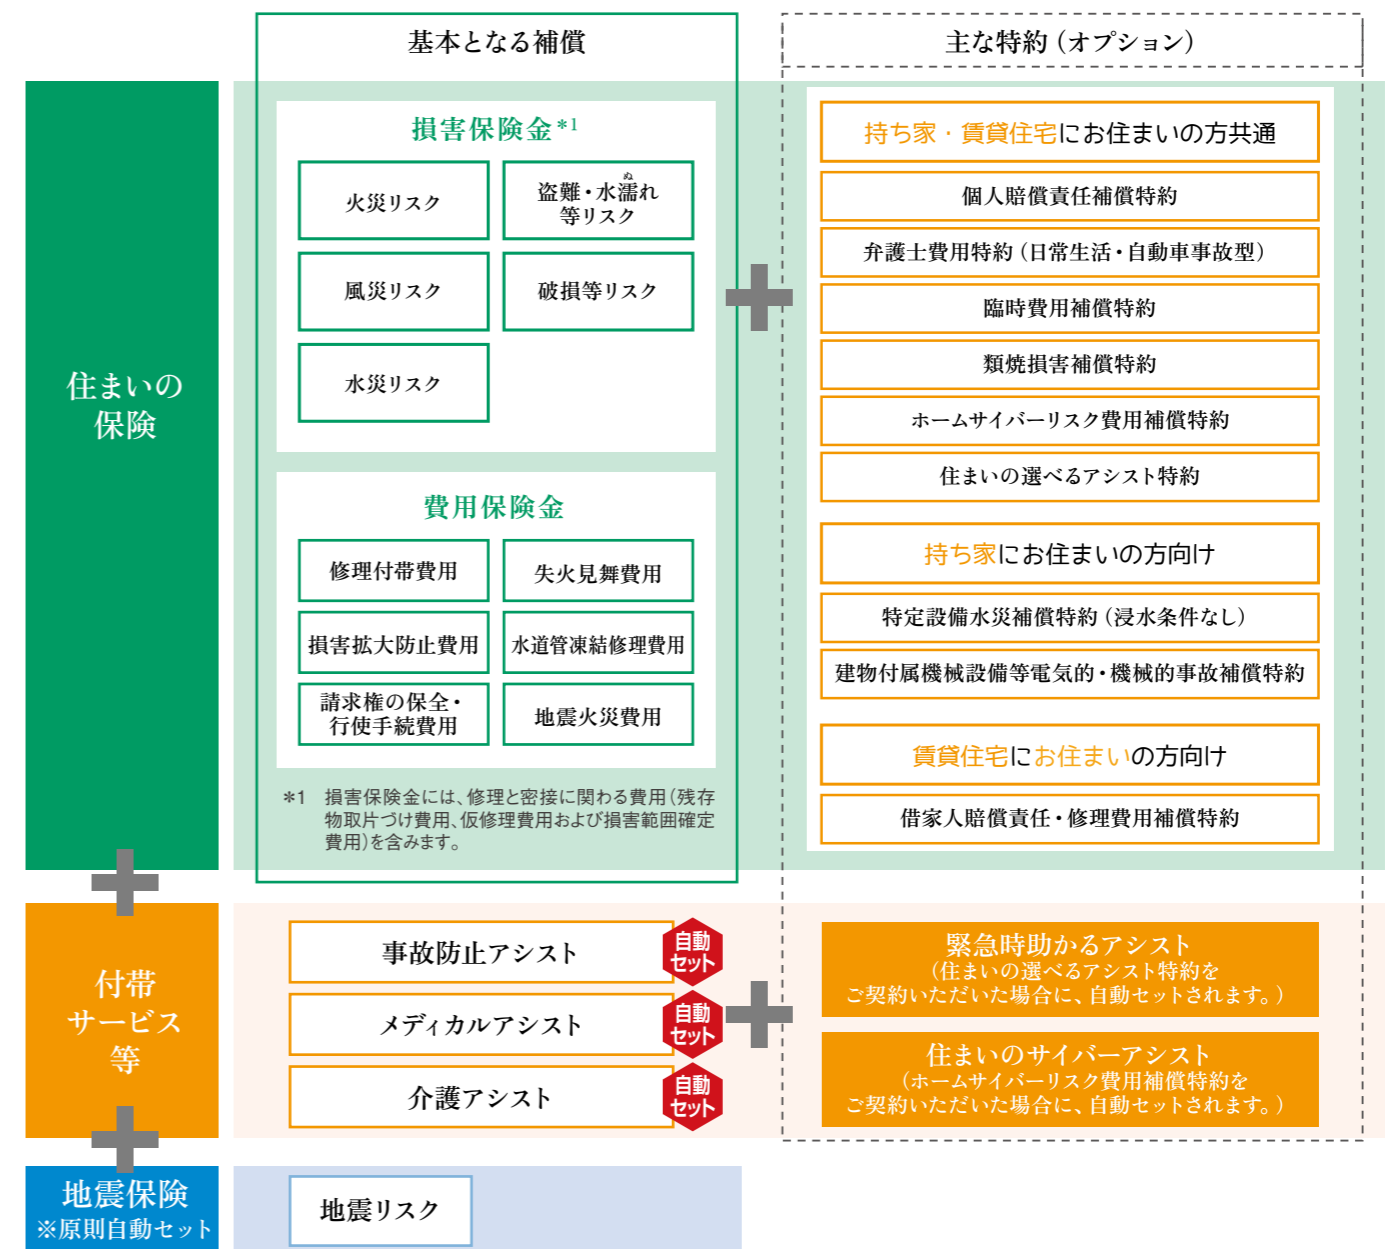 基本となる補償
主な特約（オプション）
住まいの
保険
損害保険金*1
火災リスク
盗難・水濡れ
ぬ
等リスク
風災リスク
破損等リスク
水災リスク
費用保険金
修理付帯費用
失火見舞費用
損害拡大防止費用
水道管凍結修理費用
請求権の保全・
行使手続費用
地震火災費用
*1 損害保険金には、修理と密接に関わる費用（残存
物取片づけ費用、仮修理費用および損害範囲確定
費用）を含みます。
持ち家・賃貸住宅にお住まいの方共通
個人賠償責任補償特約
弁護士費用特約（日常生活・自動車事故型）
臨時費用補償特約
類焼損害補償特約
ホームサイバーリスク費用補償特約
住まいの選べるアシスト特約
持ち家にお住まいの方向け
特定設備水災補償特約（浸水条件なし）
建物付属機械設備等電気的・機械的事故補償特約
賃貸住宅にお住まいの方向け
借家人賠償責任・修理費用補償特約
付帯
サービス
等
事故防止アシスト
自動
セット
メディカルアシスト
自動
セット
介護アシスト
自動
セット
緊急時助かるアシスト
（住まいの選べるアシスト特約を
ご契約いただいた場合に、自動セットされます。）
住まいのサイバーアシスト
（ホームサイバーリスク費用補償特約を
ご契約いただいた場合に、自動セットされます。）
地震保険
※原則自動セット
地震リスク